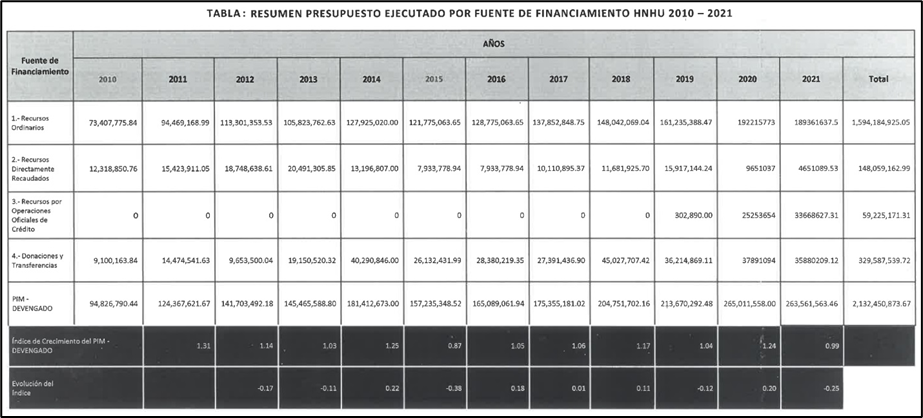 TABLA: RESUMEN PRESUPUESTO EJECUTADO POR FUENTE DE FINANCIAMIENTO HNHU 2010 – 2021
Fuente de Financiamiento AÑOS
2010 2011 2012 2013 2014 2015 2016 2017 2018 2019 2020 2021 Total
1.- Recursos Ordinarios 73,407,775.84 94,469,168.99 113,301,353.53 105,823,762.63 127,925,020.00 121,775,063.65 128,775,063.65 137,852,848.75 148,042,069.04 161,235,388.47 192215773 189361637.5 1,594,184,925.05
2.- Recursos Directamente Recaudados 12,318,850.76 15,423,911.05 18,748,638.61 20,491,305.85 13,196,807.00 7,933,778.94 7,933,778.94 10,110,895.37 11,681,925.70 15,917,144.24 9651037 4651089.53 148,059,162.99
3.- Recursos por Operaciones Oficiales de Crédito 0 0 0 0 0 0 0 0 0 302,890.00 25253654 33668627.31 59,225,171.31
4.- Donaciones y Transferencias 9,100,163.84 14,474,541.63 9,653,500.04 19,150,520.32 40,290,846.00 26,132,431.99 28,380,219.35 27,391,436.90 45,027,707.42 36,214,869.11 37891094 35880209.12 329,587,539.72
PIM - DEVENGADO 94,826,790.44 124,367,621.67 141,703,492.18 145,465,588.80 181,412,673.00 157,235,348.52 165,089,061.94 175,355,181.02 204,751,702.16 213,670,292.48 265,011,558.00 263,561,563.46 2,132,450,873.67
Índice de Crecimiento del PIM - DEVENGADO 1.31 1.14 1.03 1.25 0.87 1.05 1.06 1.17 1.04 1.24 0.99
Evolución del Indice -0.17 -0.11 0.22 -0.38 0.18 0.01 0.11 -0.12 0.20 -0.25